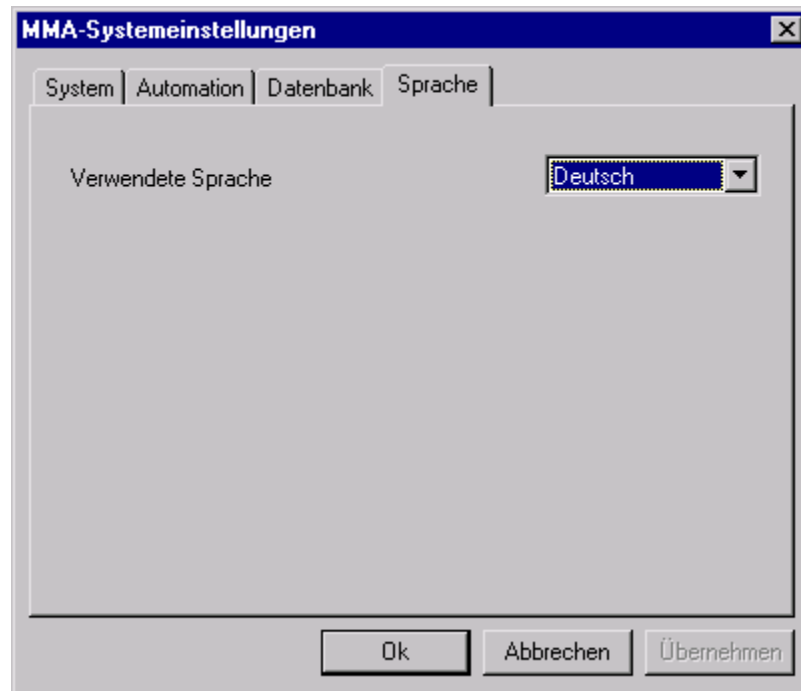 MMA-Systemeinstellungen
System Automation Datenbank Sprache
Verwendete Sprache Deutsch
Ok Abbrechen Übernehmen